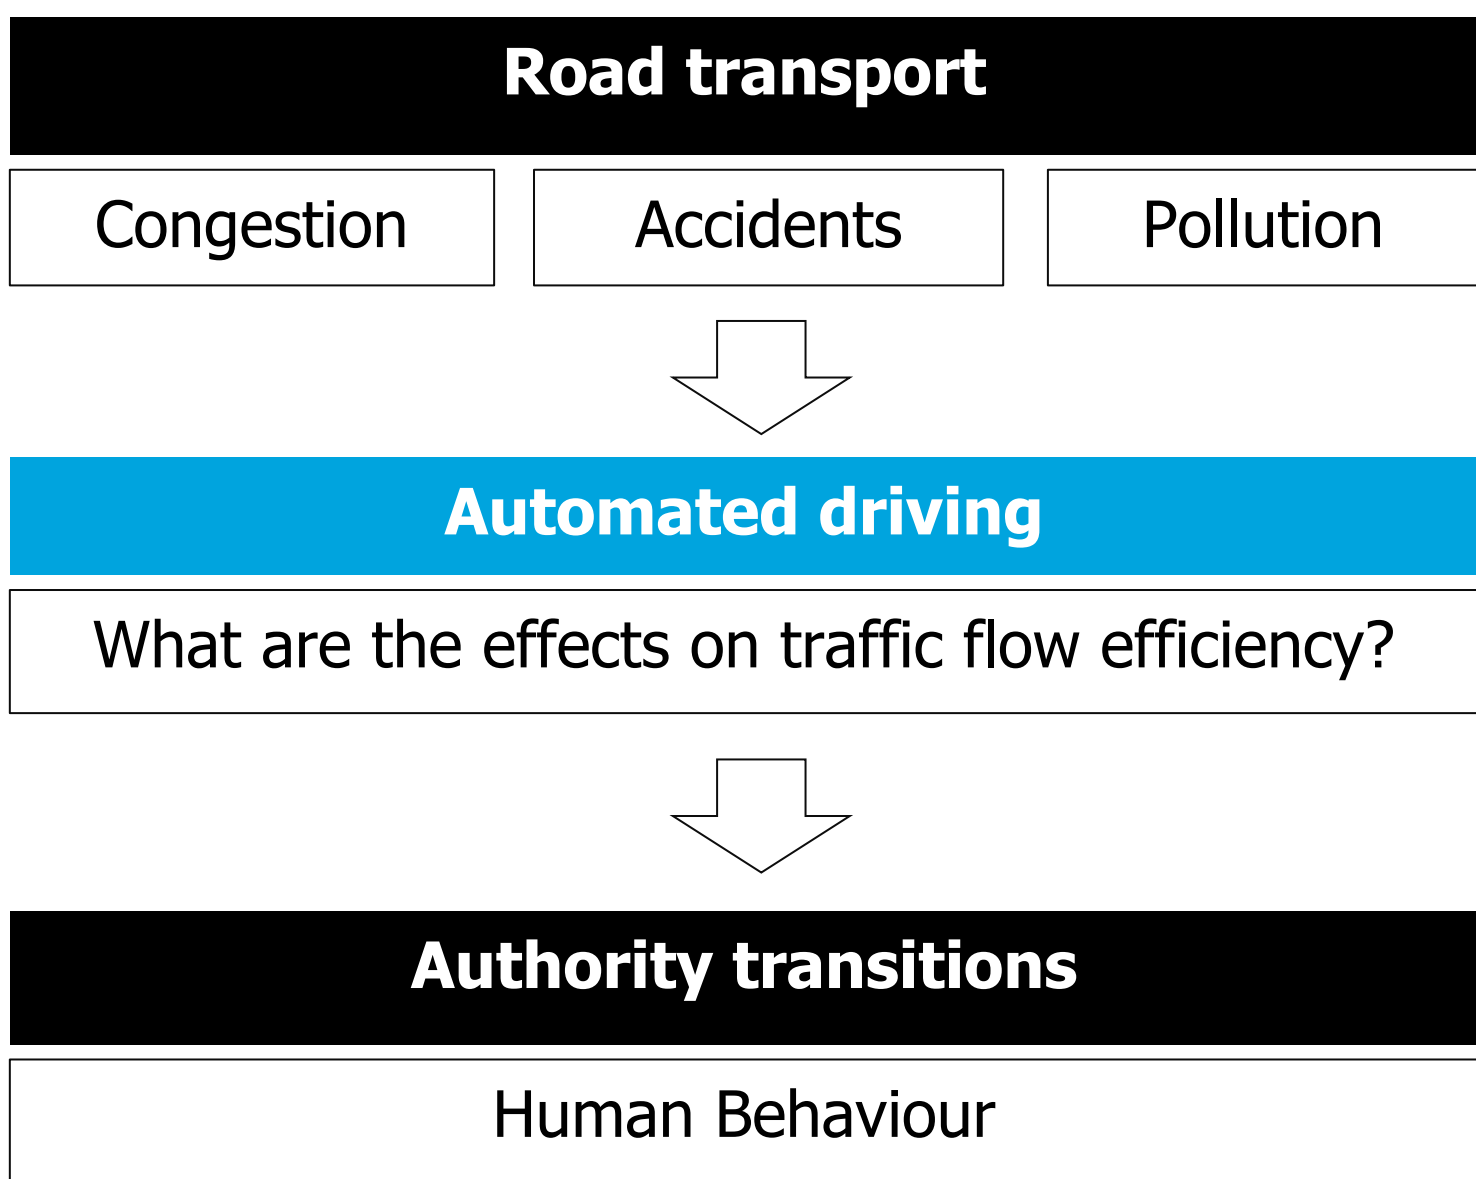 Road transport
Congestion
Accidents
Pollution
Automated driving
What are the effects on traffic flow efficiency?
Authority transitions
Human Behaviour